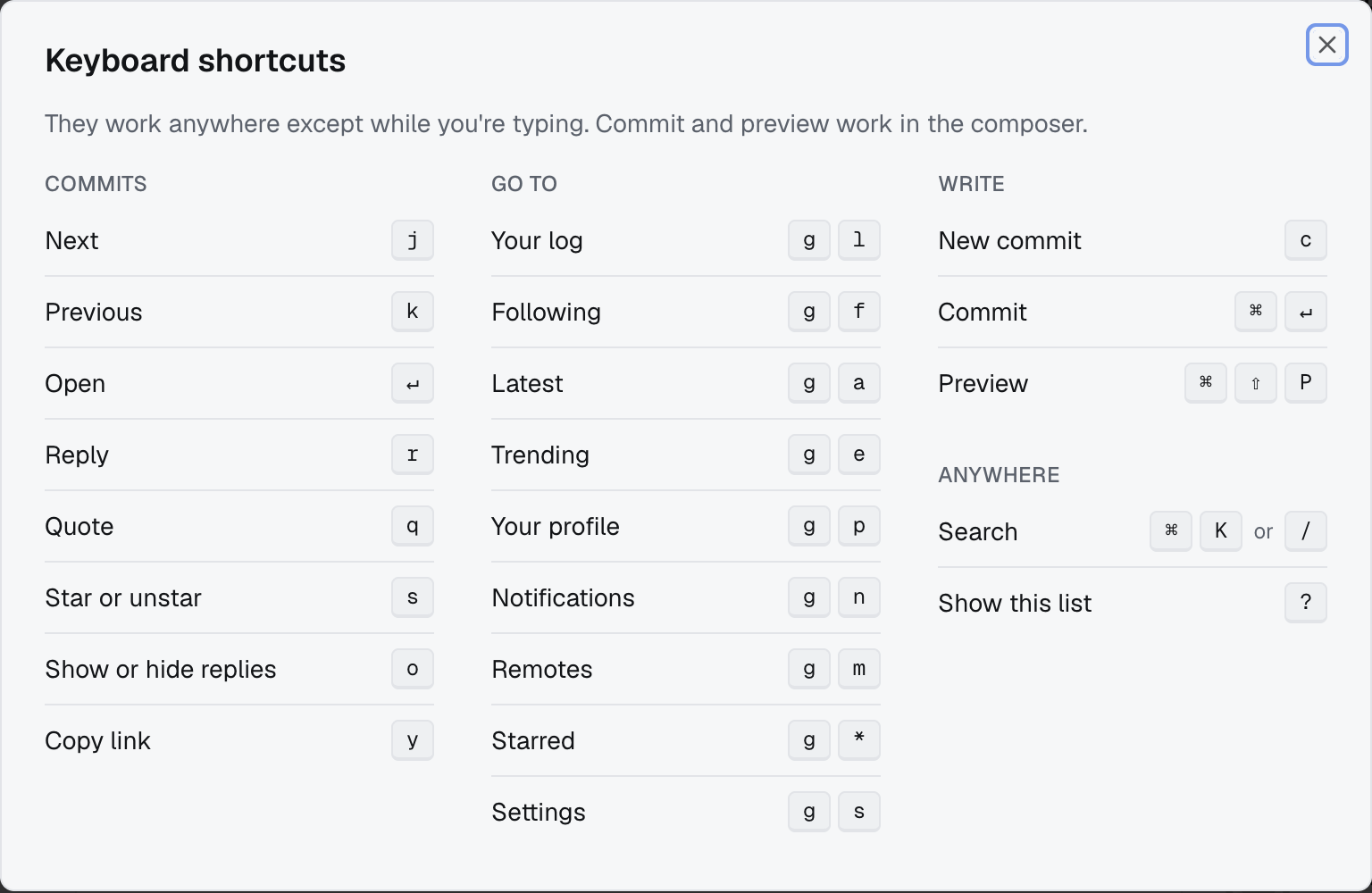 Keyboard shortcuts
They work anywhere except while you're typing. Commit and preview work in the composer.
COMMITS
Next j
Previous k
Open ↵
Reply r
Quote q
Star or unstar s
Show or hide replies o
Copy link y
GO TO
Your log g l
Following g f
Latest g a
Trending g e
Your profile g p
Notifications g n
Remotes g m
Starred g *
Settings g s
WRITE
New commit c
Commit ⌘ ↵
Preview ⌘ ⇧ P
ANYWHERE
Search ⌘ K or /
Show this list ?